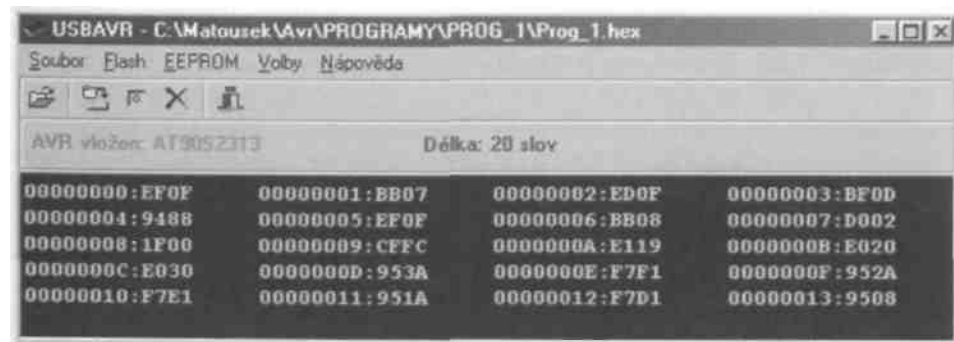 USBAVR - C:\Matousek\Avr\PROGRAMY\PROG_1\Prog_1.hex
Soubor Flash EEPROM Volby Nápověda
AVR vložen: AT90S2313 Délka: 20 slov
00000000:EF0F 00000001:BB07 00000002:ED0F 00000003:BF0D
00000004:9488 00000005:EF0F 00000006:BB08 00000007:D002
00000008:1F00 00000009:CFFC 0000000A:E119 0000000B:E020
0000000C:E030 0000000D:953A 0000000E:F7F1 0000000F:952A
00000010:F7E1 00000011:951A 00000012:F7D1 00000013:9508